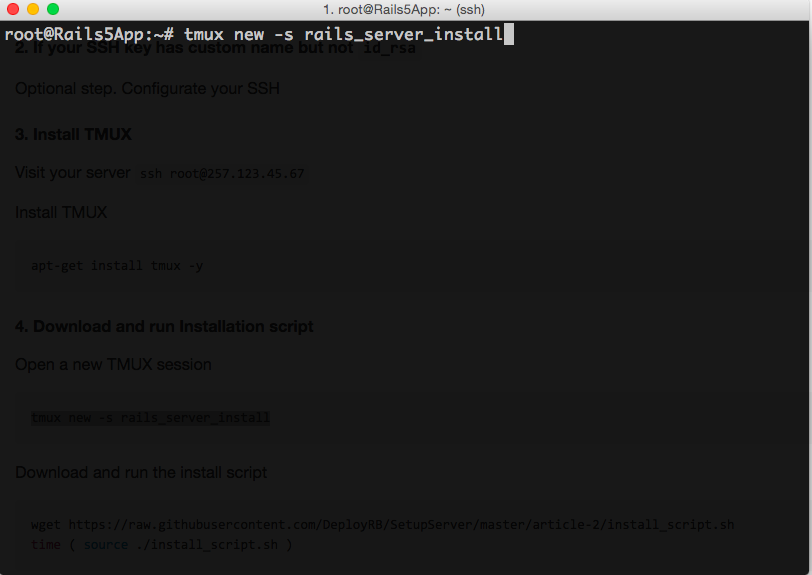 1. root@Rails5App: ~ (ssh)
root@Rails5App:~# tmux new -s rails_server_install
2. If your SSH key has custom name but not id_rsa
Optional step. Configurate your SSH
3. Install TMUX
Visit your server ssh root@257.123.45.67
Install TMUX
apt-get install tmux -y
4. Download and run Installation script
Open a new TMUX session
tmux new -s rails_server_install
Download and run the install script
wget https://raw.githubusercontent.com/DeployRB/SetupServer/master/article-2/install_script.sh
time ( source ./install_script.sh )